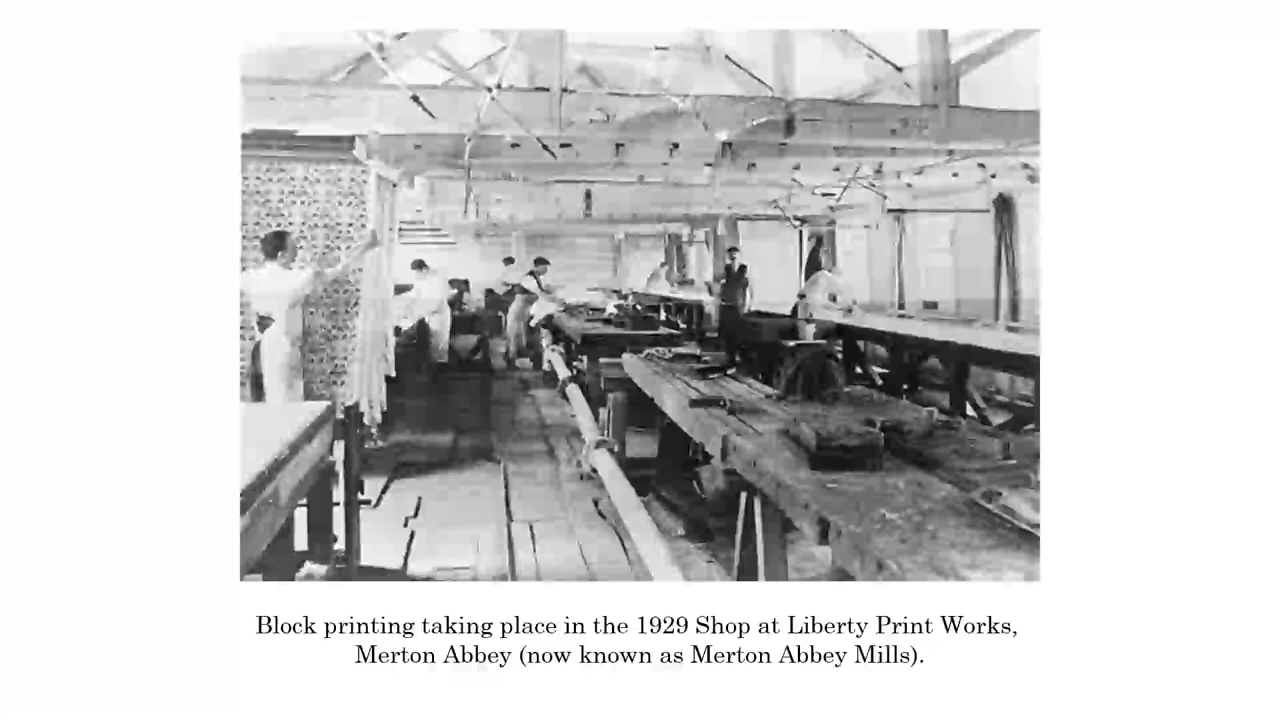 Block printing taking place in the 1929 Shop at Liberty Print Works,
Merton Abbey (now known as Merton Abbey Mills).